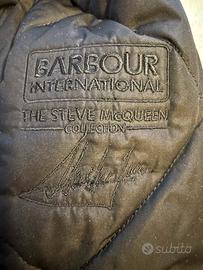 BARBOUR
INTERNATIONAL
THE STEVE McQUEEN
COLLECTION
subito